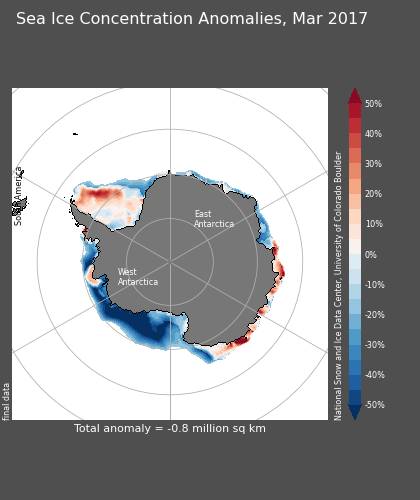 Sea Ice Concentration Anomalies, Mar 2017
South America
East
Antarctica
West
Antarctica
50%
40%
30%
20%
10%
0%
-10%
-20%
-30%
-40%
-50%
National Snow and Ice Data Center, University of Colorado Boulder
final data
Total anomaly = -0.8 million sq km